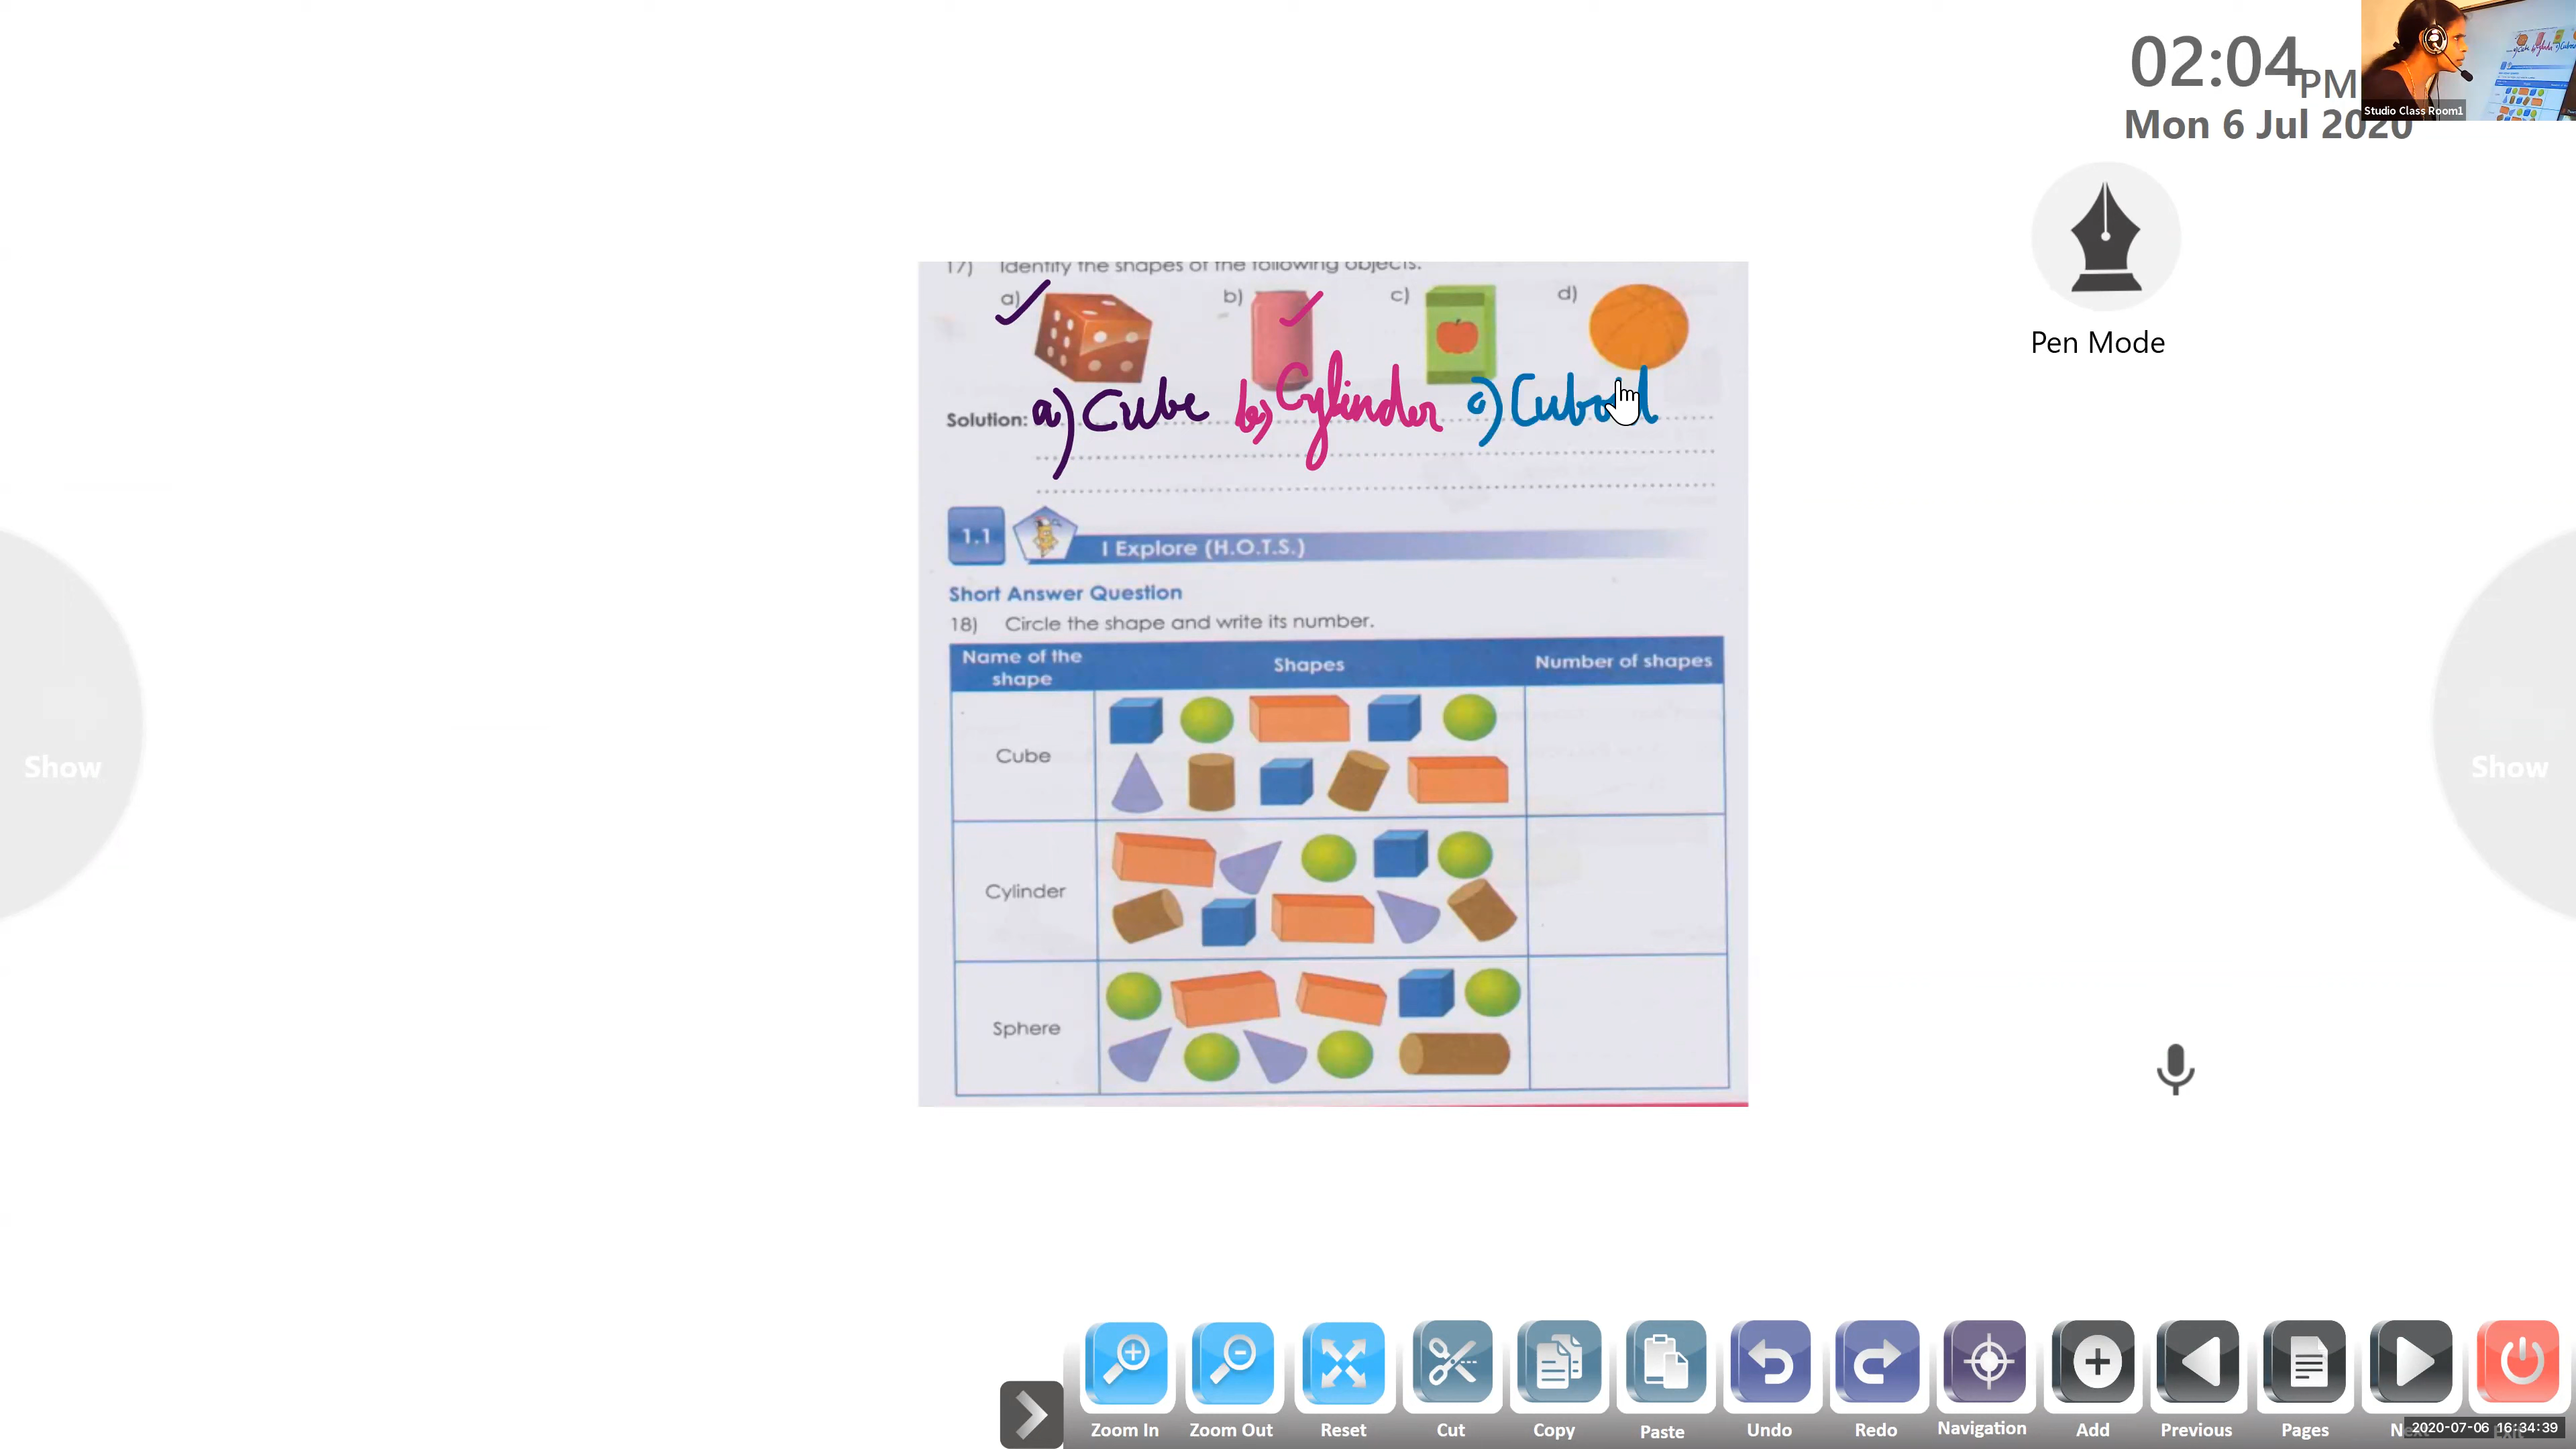 02:04 PM
Mon 6 Jul 2020
Studio Class Room1
Pen Mode
17) Identify the shapes of the following objects.
a) b) c) d)
Solution: a) Cube b) Cylinder c) Cuboid
1.1 I Explore (H.O.T.S.)
Short Answer Question
18) Circle the shape and write its number.
Name of the shape Shapes Number of shapes
Cube
Cylinder
Sphere
Show Show
Zoom In Zoom Out Reset Cut Copy Paste Undo Redo Navigation Add Previous Pages
2020-07-06 16:34:39